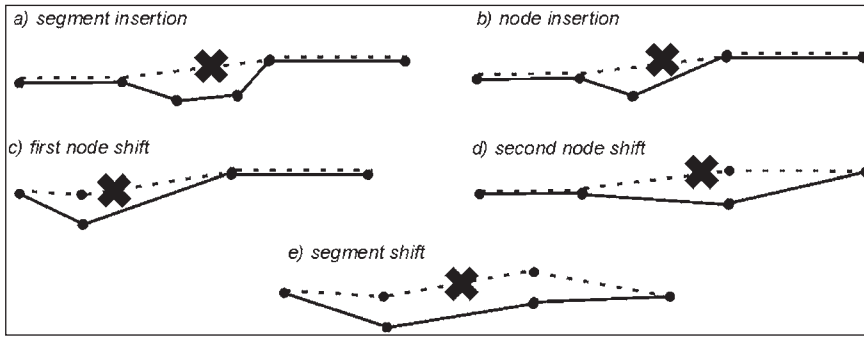 a) segment insertion
b) node insertion
c) first node shift
d) second node shift
e) segment shift